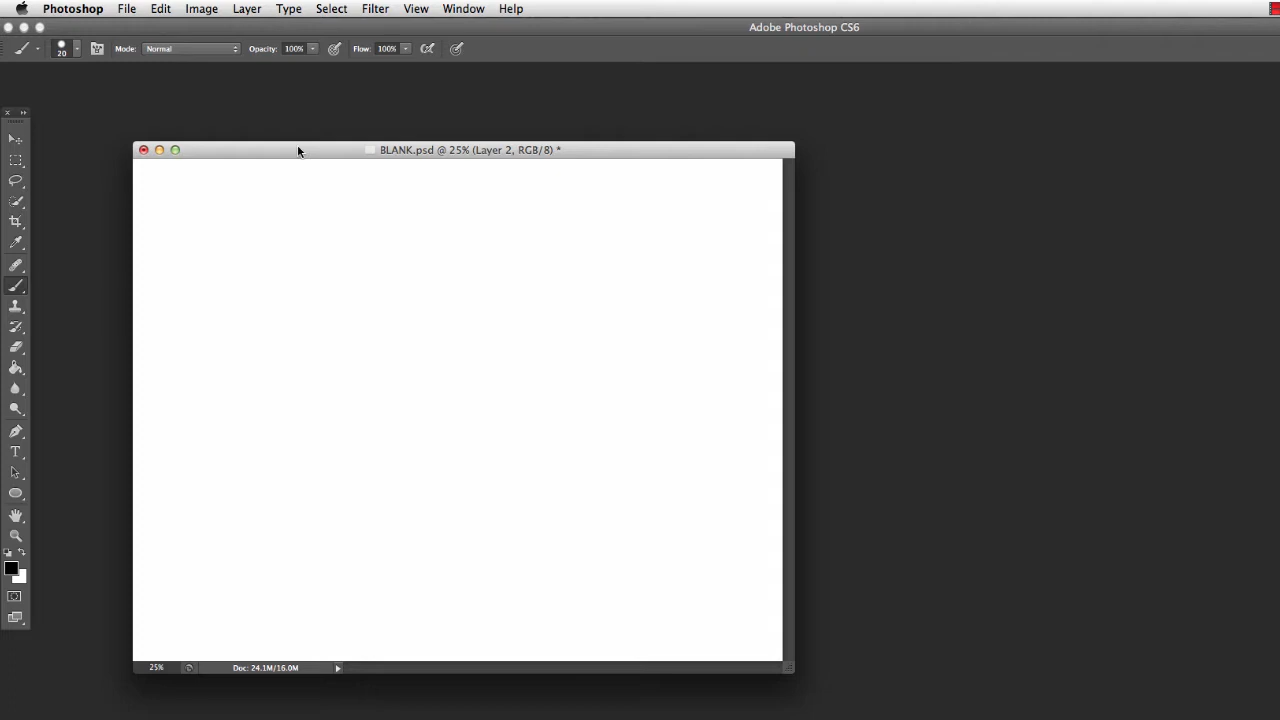 Photoshop File Edit Image Layer Type Select Filter View Window Help
Adobe Photoshop CS6
20 Mode: Normal Opacity: 100% Flow: 100%
BLANK.psd @ 25% (Layer 2, RGB/8) *
T
25% Doc: 24.1M/16.0M